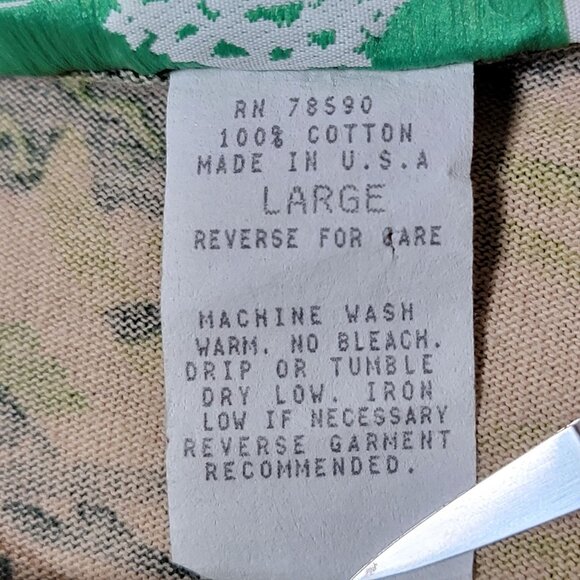 RN 78590
100% COTTON
MADE IN U.S.A
LARGE
REVERSE FOR CARE
MACHINE WASH
WARM. NO BLEACH.
DRIP OR TUMBLE
DRY LOW. IRON
LOW IF NECESSARY
REVERSE GARMENT
RECOMMENDED.